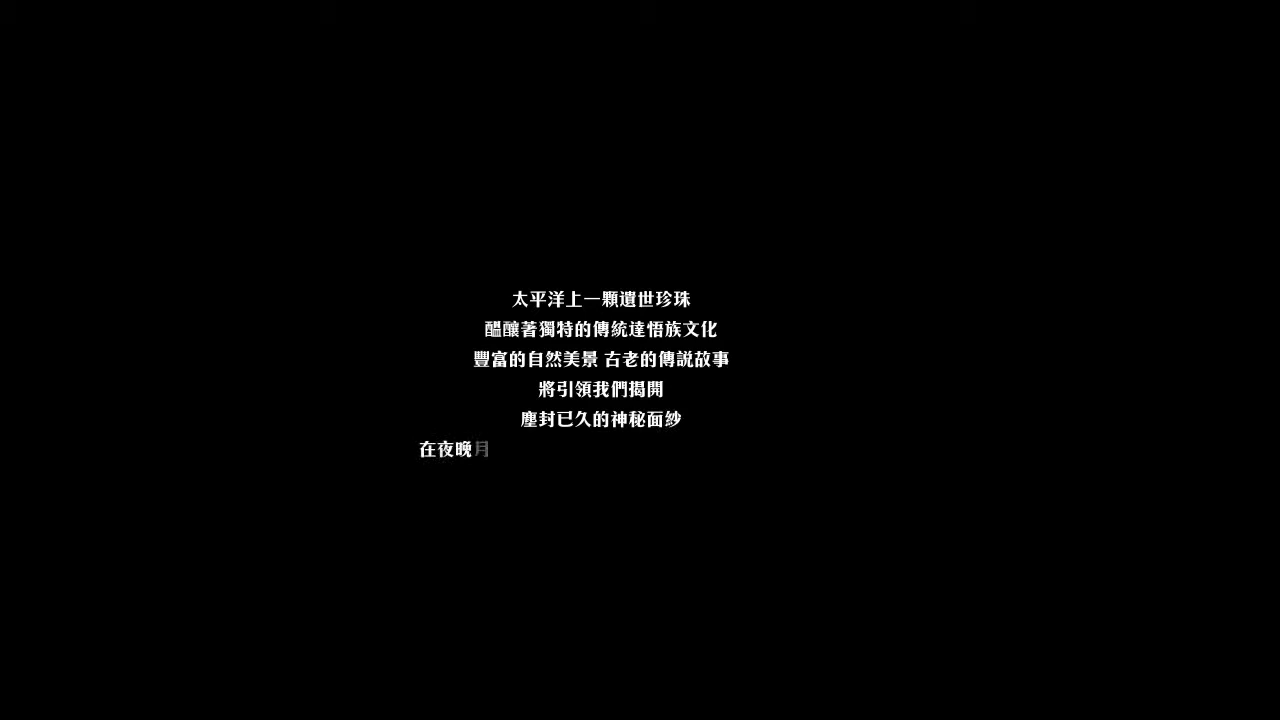 太平洋上一顆遺世珍珠
醞釀著獨特的傳統達悟族文化
豐富的自然美景 古老的傳説故事
將引領我們揭開
塵封已久的神秘面紗
在夜晚月